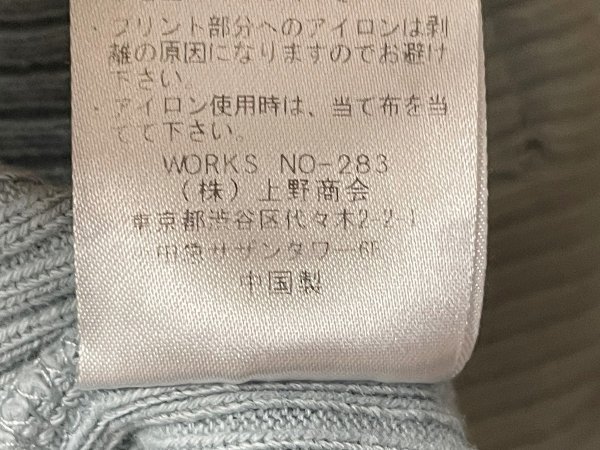 ・プリント部分へのアイロンは剥
離の原因になりますのでお避け
下さい。
・アイロン使用時は、当て布を当
てて下さい。
WORKS NO-283
(株)上野商会
東京都渋谷区代々木2-2-1
小田急サザンタワー6F
中国製